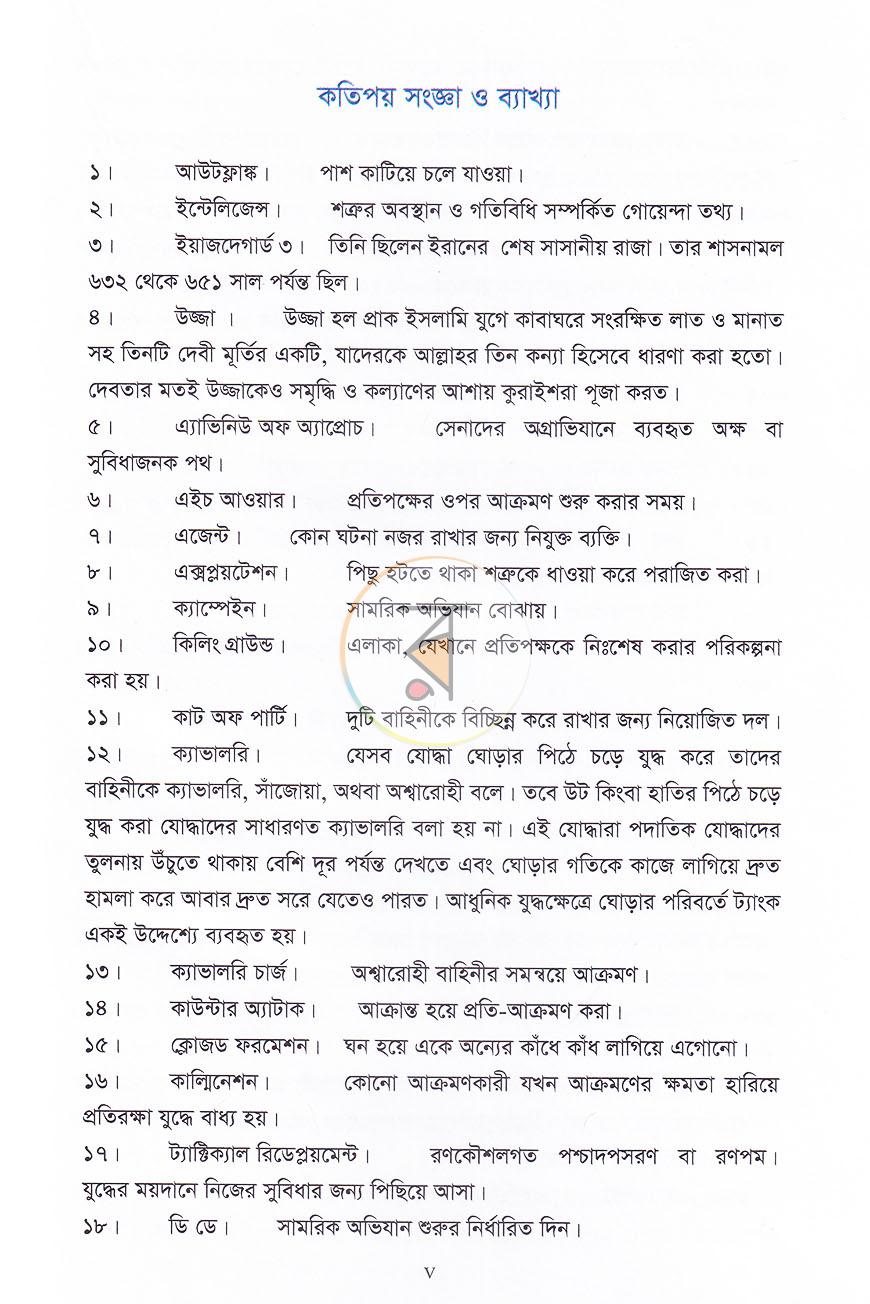 কতিপয় সংজ্ঞা ও ব্যাখ্যা
১। আউটফ্লাঙ্ক। পাশ কাটিয়ে চলে যাওয়া।
২। ইন্টেলিজেন্স। শত্রুর অবস্থান ও গতিবিধি সম্পর্কিত গোয়েন্দা তথ্য।
৩। ইয়াজদেগার্ড ৩। তিনি ছিলেন ইরানের শেষ সাসানীয় রাজা। তার শাসনামল
৬৩২ থেকে ৬৫১ সাল পর্যন্ত ছিল।
৪। উজ্জা । উজ্জা হল প্রাক ইসলামি যুগে কাবাঘরে সংরক্ষিত লাত ও মানাত
সহ তিনটি দেবী মূর্তির একটি, যাদেরকে আল্লাহর তিন কন্যা হিসেবে ধারণা করা হতো।
দেবতার মতই উজ্জাকেও সমৃদ্ধি ও কল্যাণের আশায় কুরাইশরা পূজা করত।
৫। এ্যাভিনিউ অফ অ্যাপ্রোচ। সেনাদের অগ্রাভিযানে ব্যবহৃত অক্ষ বা
সুবিধাজনক পথ।
৬। এইচ আওয়ার। প্রতিপক্ষের ওপর আক্রমণ শুরু করার সময়।
৭। এজেন্ট। কোন ঘটনা নজর রাখার জন্য নিযুক্ত ব্যক্তি।
৮। এক্সপ্লয়টেশন। পিছু হটতে থাকা শত্রুকে ধাওয়া করে পরাজিত করা।
৯। ক্যাম্পেইন। সামরিক অভিযান বোঝায়।
১০। কিলিং গ্রাউন্ড। এলাকা, যেখানে প্রতিপক্ষকে নিঃশেষ করার পরিকল্পনা
করা হয়।
১১। কাট অফ পার্টি। দুটি বাহিনীকে বিচ্ছিন্ন করে রাখার জন্য নিয়োজিত দল।
১২। ক্যাভালরি। যেসব যোদ্ধা ঘোড়ার পিঠে চড়ে যুদ্ধ করে তাদের
বাহিনীকে ক্যাভালরি, সাঁজোয়া, অথবা অশ্বারোহী বলে। তবে উট কিংবা হাতির পিঠে চড়ে
যুদ্ধ করা যোদ্ধাদের সাধারণত ক্যাভালরি বলা হয় না। এই যোদ্ধারা পদাতিক যোদ্ধাদের
তুলনায় উঁচুতে থাকায় বেশি দূর পর্যন্ত দেখতে এবং ঘোড়ার গতিকে কাজে লাগিয়ে দ্রুত
হামলা করে আবার দ্রুত সরে যেতেও পারত। আধুনিক যুদ্ধক্ষেত্রে ঘোড়ার পরিবর্তে ট্যাংক
একই উদ্দেশ্যে ব্যবহৃত হয়।
১৩। ক্যাভালরি চার্জ। অশ্বারোহী বাহিনীর সমন্বয়ে আক্রমণ।
১৪। কাউন্টার অ্যাটাক। আক্রান্ত হয়ে প্রতি-আক্রমণ করা।
১৫। ক্লোজড ফরমেশন। ঘন হয়ে একে অন্যের কাঁধে কাঁধ লাগিয়ে এগোনো।
১৬। কাল্মিনেশন। কোনো আক্রমণকারী যখন আক্রমণের ক্ষমতা হারিয়ে
প্রতিরক্ষা যুদ্ধে বাধ্য হয়।
১৭। ট্যাক্টিক্যাল রিডেপ্লয়মেন্ট। রণকৌশলগত পশ্চাদপসরণ বা রণপম।
যুদ্ধের ময়দানে নিজের সুবিধার জন্য পিছিয়ে আসা।
১৮। ডি ডে। সামরিক অভিযান শুরুর নির্ধারিত দিন।
V